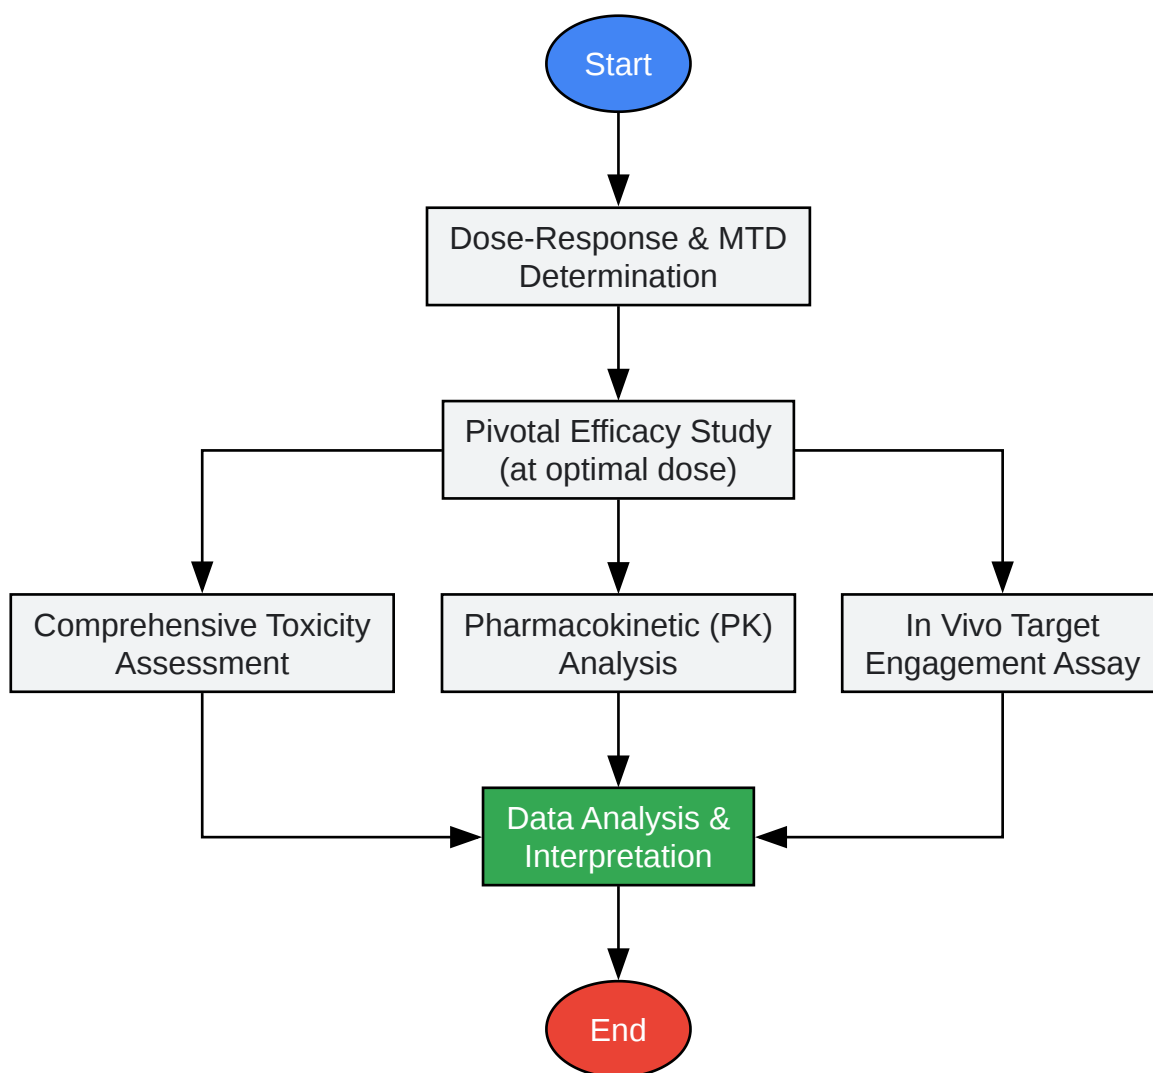 Start
Dose-Response & MTD
Determination
Pivotal Efficacy Study
(at optimal dose)
Comprehensive Toxicity
Assessment
Pharmacokinetic (PK)
Analysis
In Vivo Target
Engagement Assay
Data Analysis &
Interpretation
End